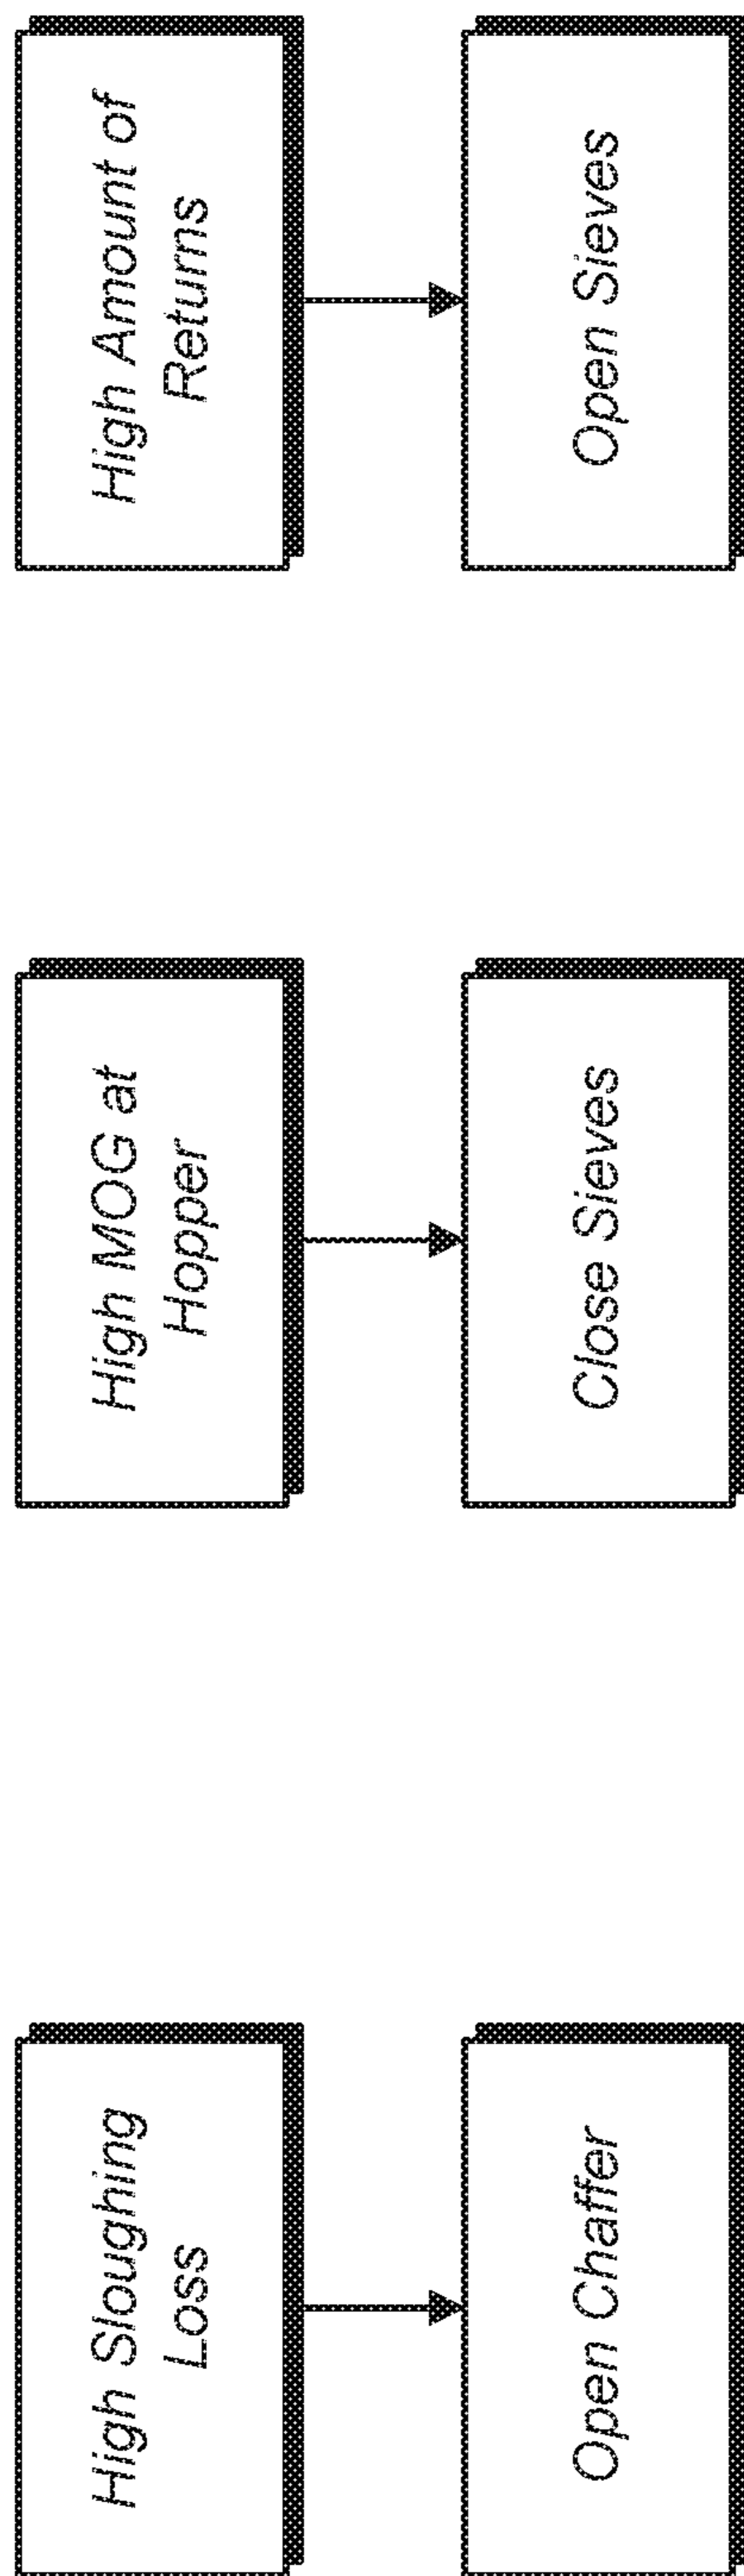 High Sloughing
Loss
Open Chaffer
High MOG at
Hopper
Close Sieves
High Amount of
Returns
Open Sieves